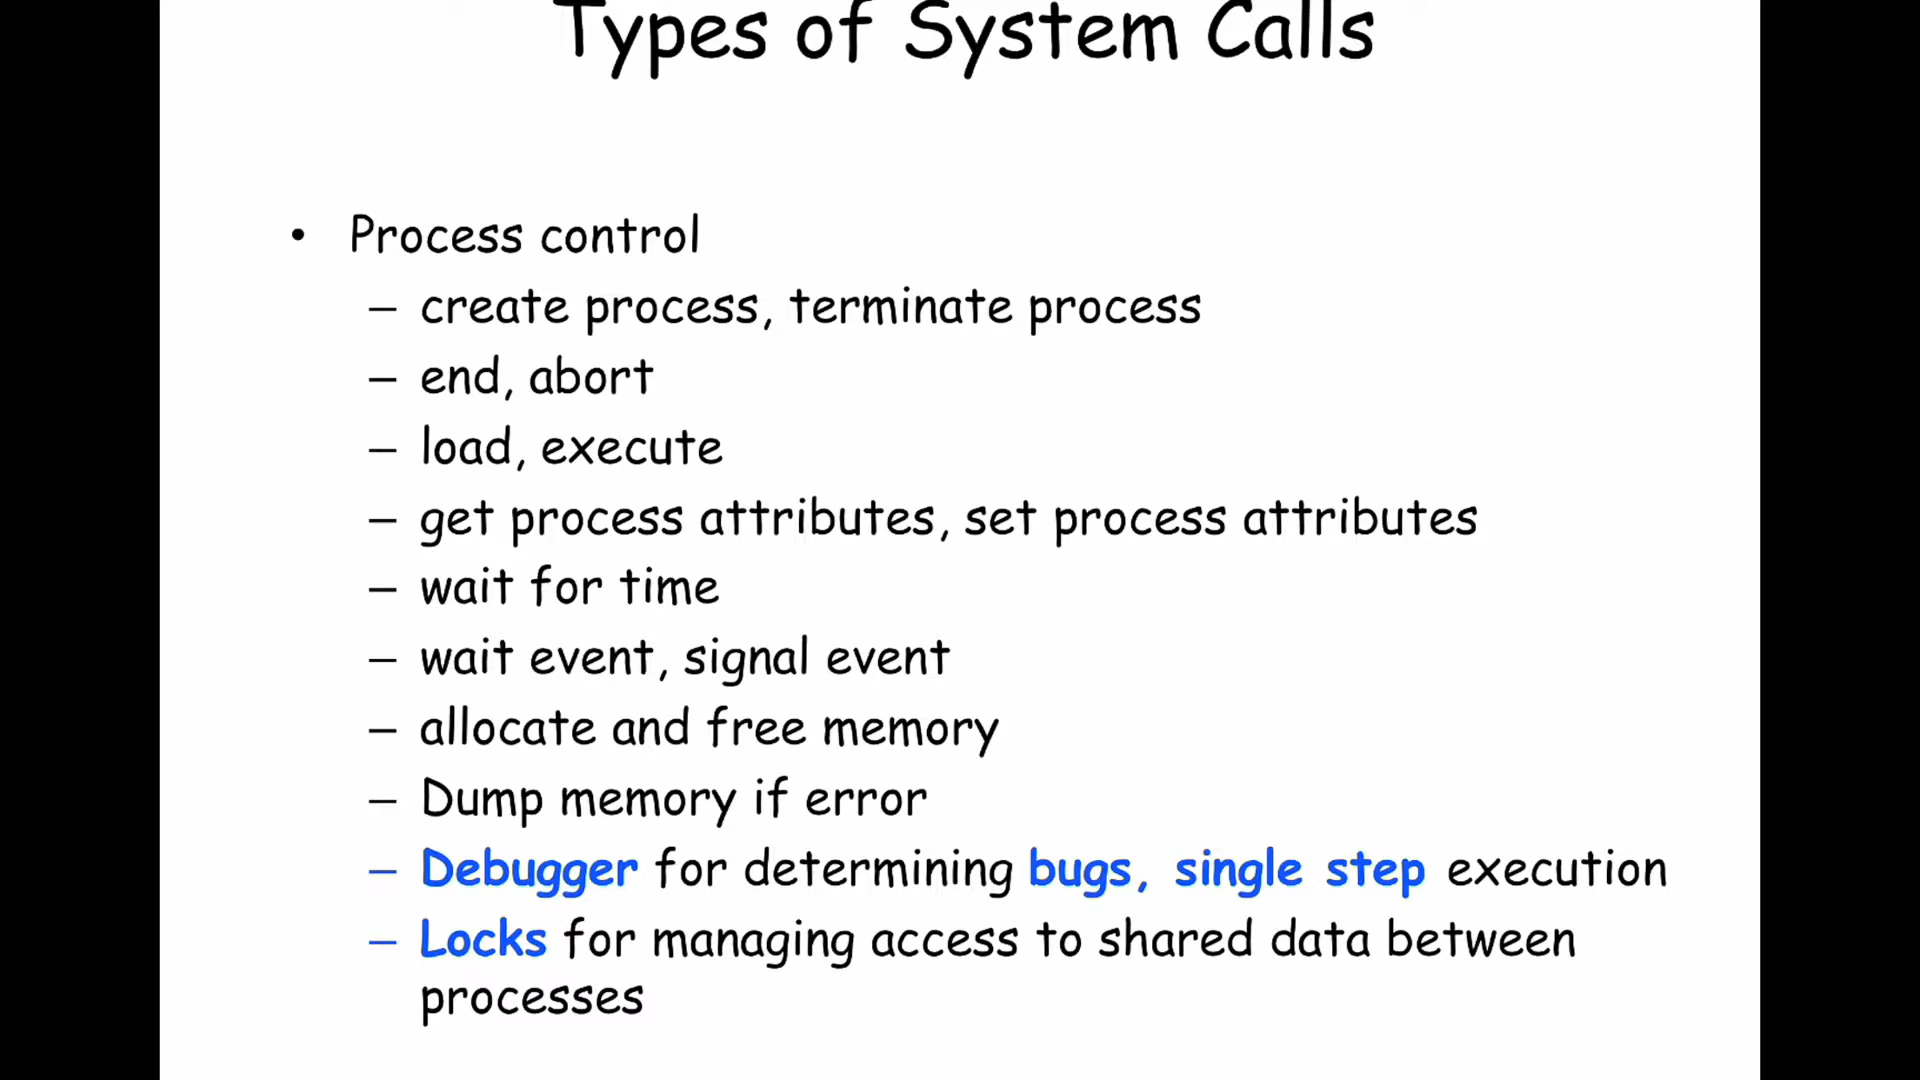 Types of System Calls
• Process control
– create process, terminate process
– end, abort
– load, execute
– get process attributes, set process attributes
– wait for time
– wait event, signal event
– allocate and free memory
– Dump memory if error
– Debugger for determining bugs, single step execution
– Locks for managing access to shared data between
processes